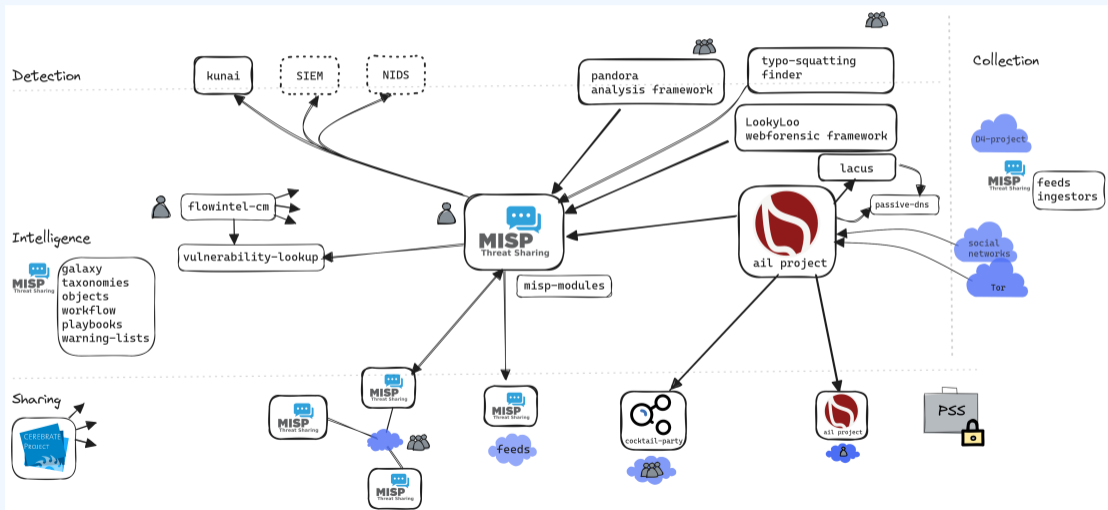 Detection
kunai
SIEM
NIDS
pandora
analysis framework
typo-squatting
finder
Collection
LookyLoo
webforensic framework
lacus
passive-dns
D4-project
MISP
Threat Sharing
feeds
ingestors
flowintel-cm
vulnerability-lookup
MISP
Threat Sharing
misp-modules
ail project
social
networks
Tor
Intelligence
MISP
Threat Sharing
galaxy
taxonomies
objects
workflow
playbooks
warning-lists
Sharing
CEREBRATE
PROJECT
MISP
Threat Sharing
MISP
Threat Sharing
MISP
Threat Sharing
MISP
Threat Sharing
feeds
cocktail-party
ail project
PSS